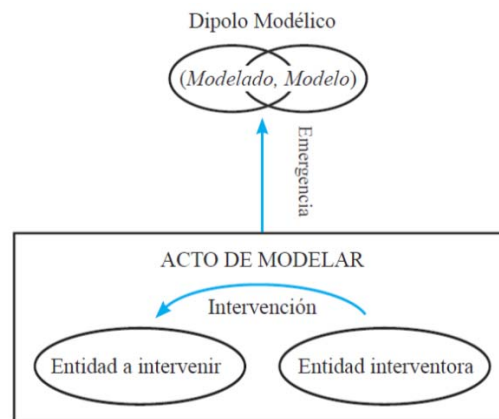 Dipolo Modélico
(Modelado, Modelo)
Emergencia
ACTO DE MODELAR
Intervención
Entidad a intervenir
Entidad interventora